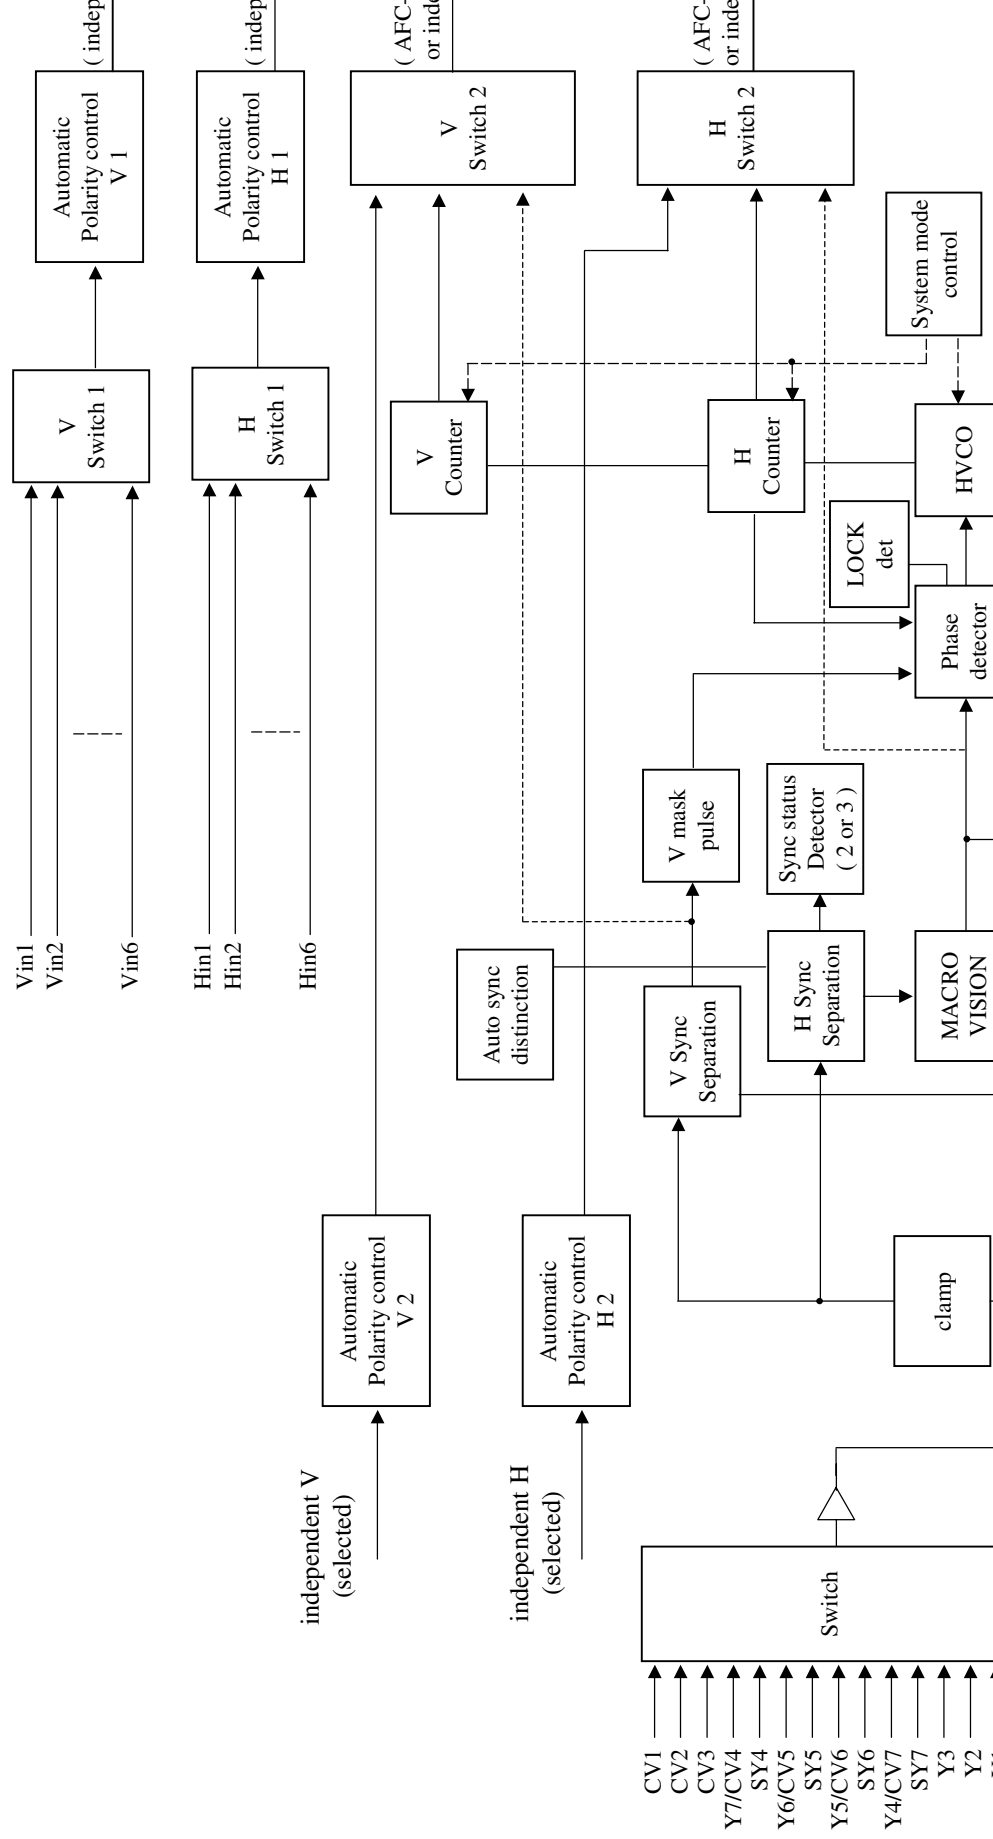 Vin1
Vin2
Vin6
V
Switch 1
Automatic
Polarity control
V 1
( indep
Hin1
Hin2
Hin6
H
Switch 1
Automatic
Polarity control
H 1
( indep
independent V
(selected)
Automatic
Polarity control
V 2
V
Switch 2
( AFC-
or inde
V
Counter
independent H
(selected)
Automatic
Polarity control
H 2
H
Switch 2
( AFC-
or inde
Auto sync
distinction
V Sync
Separation
V mask
pulse
H
Counter
H Sync
Separation
Sync status
Detector
( 2 or 3 )
LOCK
det
System mode
control
clamp
MACRO
VISION
Phase
detector
HVCO
Switch
CV1
CV2
CV3
Y7/CV4
SY4
Y6/CV5
SY5
Y5/CV6
SY6
Y4/CV7
SY7
Y3
Y2